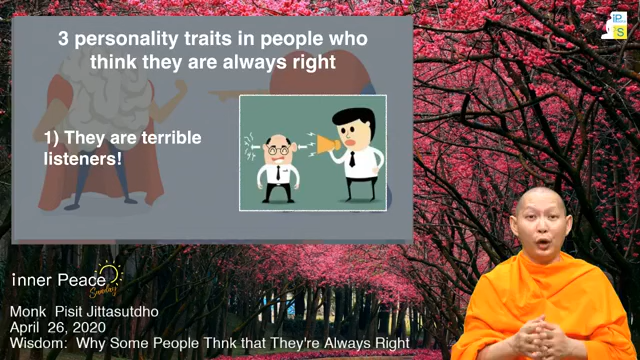 3 personality traits in people who
think they are always right
1) They are terrible
listeners!
iP
S
inner Peace
Sunday
Monk Pisit Jittasutdho
April 26, 2020
Wisdom: Why Some People Thnk that They're Always Right